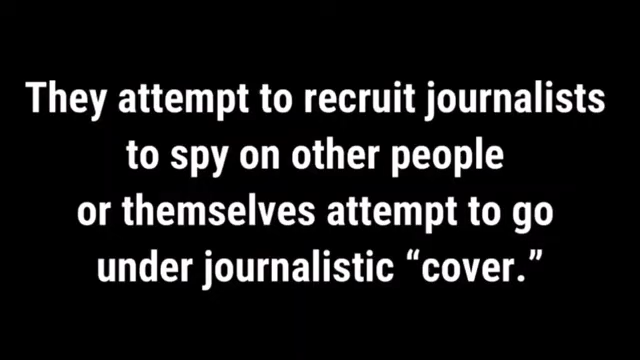 They attempt to recruit journalists
to spy on other people
or themselves attempt to go
under journalistic “cover.”